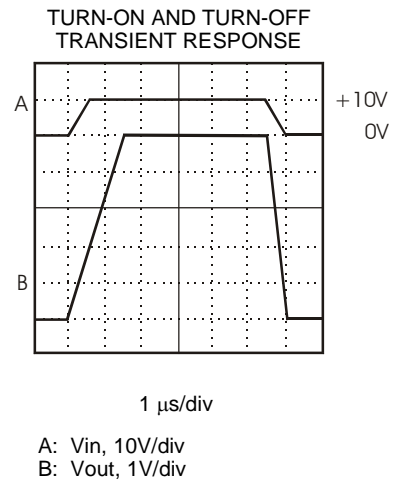 TURN-ON AND TURN-OFF
TRANSIENT RESPONSE
A
+10V
0V
B
1 µs/div
A: Vin, 10V/div
B: Vout, 1V/div